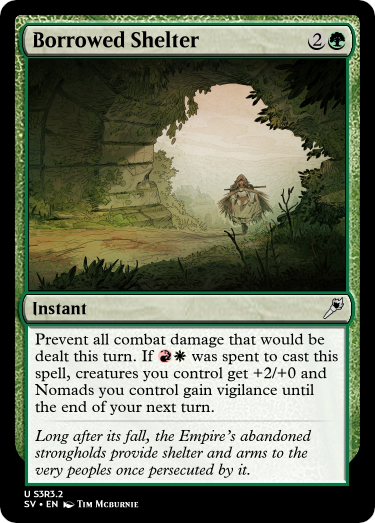 Borrowed Shelter 2
Instant
Prevent all combat damage that would be
dealt this turn. If was spent to cast this
spell, creatures you control get +2/+0 and
Nomads you control gain vigilance until
the end of your next turn.
Long after its fall, the Empire's abandoned
strongholds provide shelter and arms to the
very peoples once persecuted by it.
U S3R3.2
SV • EN Tim Mcburnie